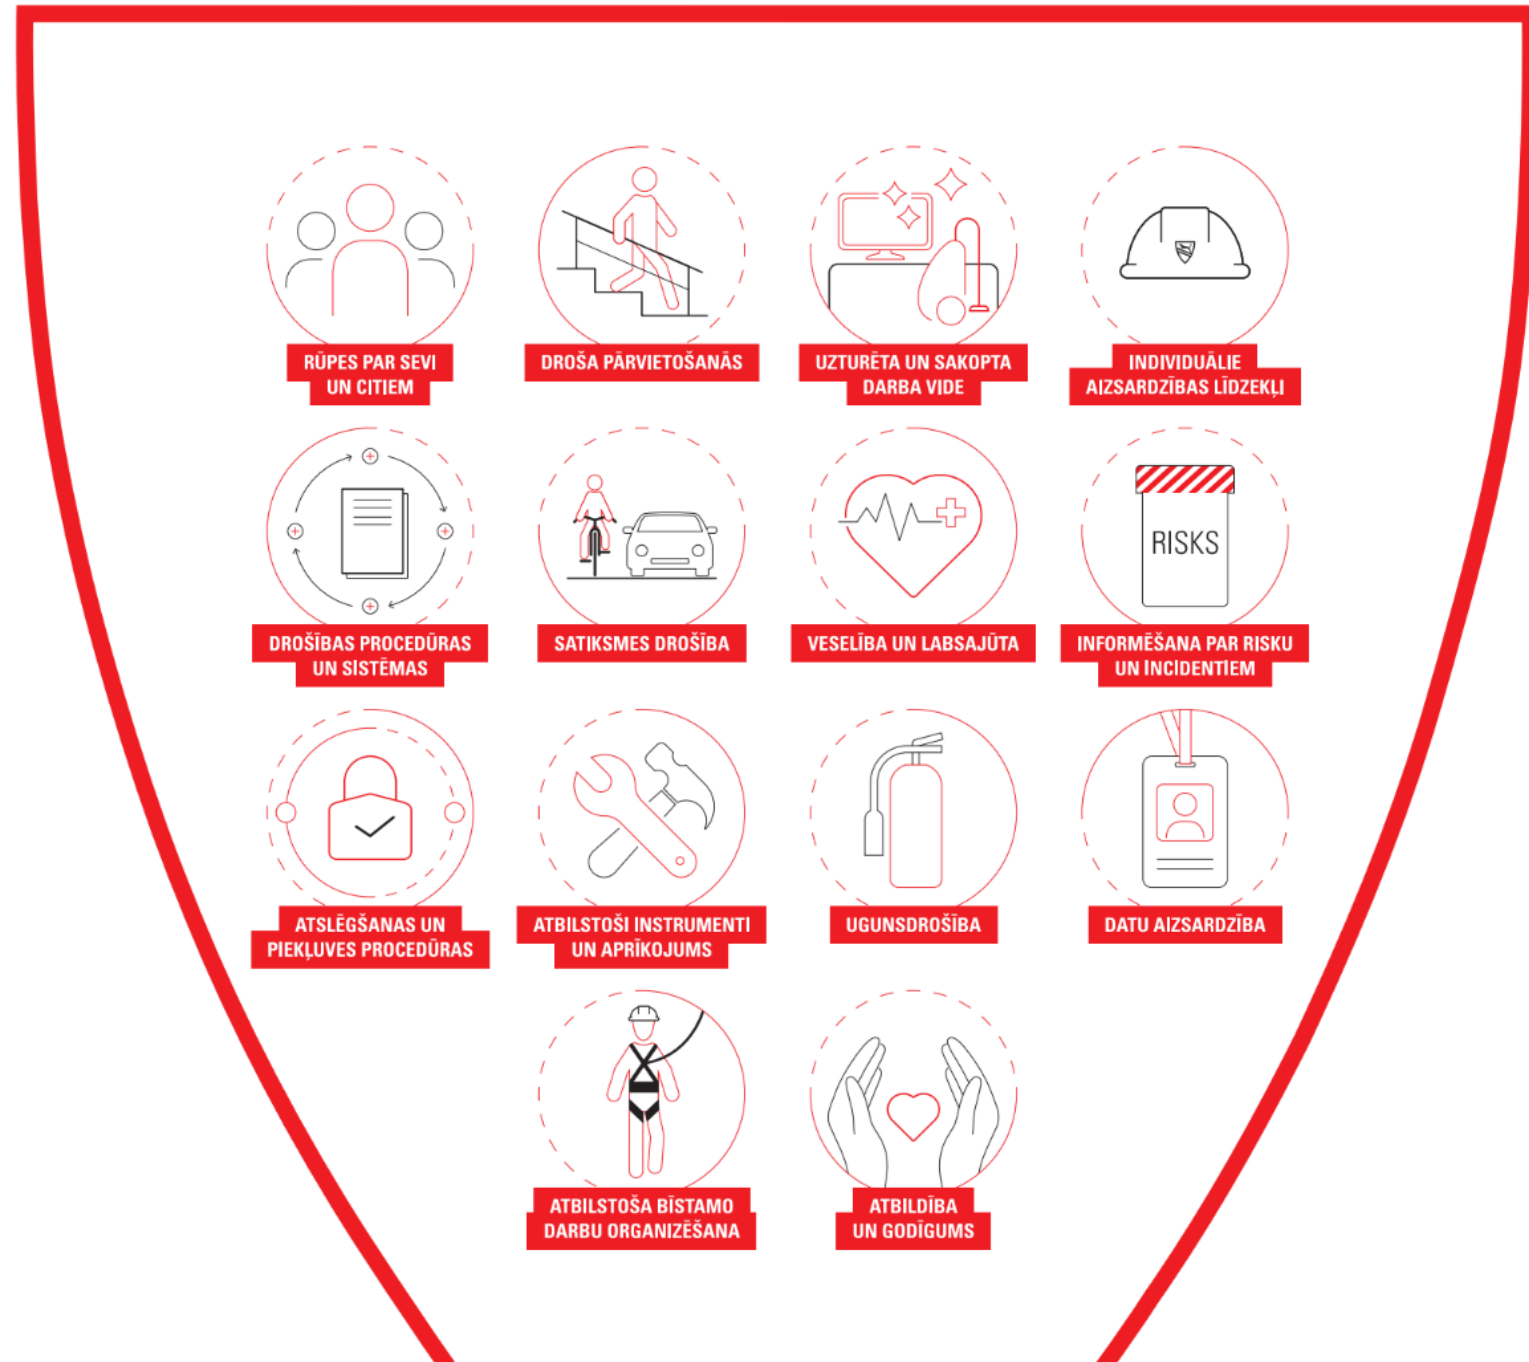 RŪPES PAR SEVI
UN CITIEM
DROŠA PĀRVIETOŠANĀS
UZTURĒTA UN SAKOPTA
DARBA VIDE
INDIVIDUĀLIE
AIZSARDZĪBAS LĪDZEKĻI
DROŠĪBAS PROCEDŪRAS
UN SISTĒMAS
SATIKSMES DROŠĪBA
VESELĪBA UN LABSAJŪTA
RISKS
INFORMĒŠANA PAR RISKU
UN INCIDENTIEM
ATSLĒGŠANAS UN
PIEKĻUVES PROCEDŪRAS
ATBILSTOŠI INSTRUMENTI
UN APRĪKOJUMS
UGUNSDROŠĪBA
DATU AIZSARDZĪBA
ATBILSTOŠA BĪSTAMO
DARBU ORGANIZĒŠANA
ATBILDĪBA
UN GODĪGUMS